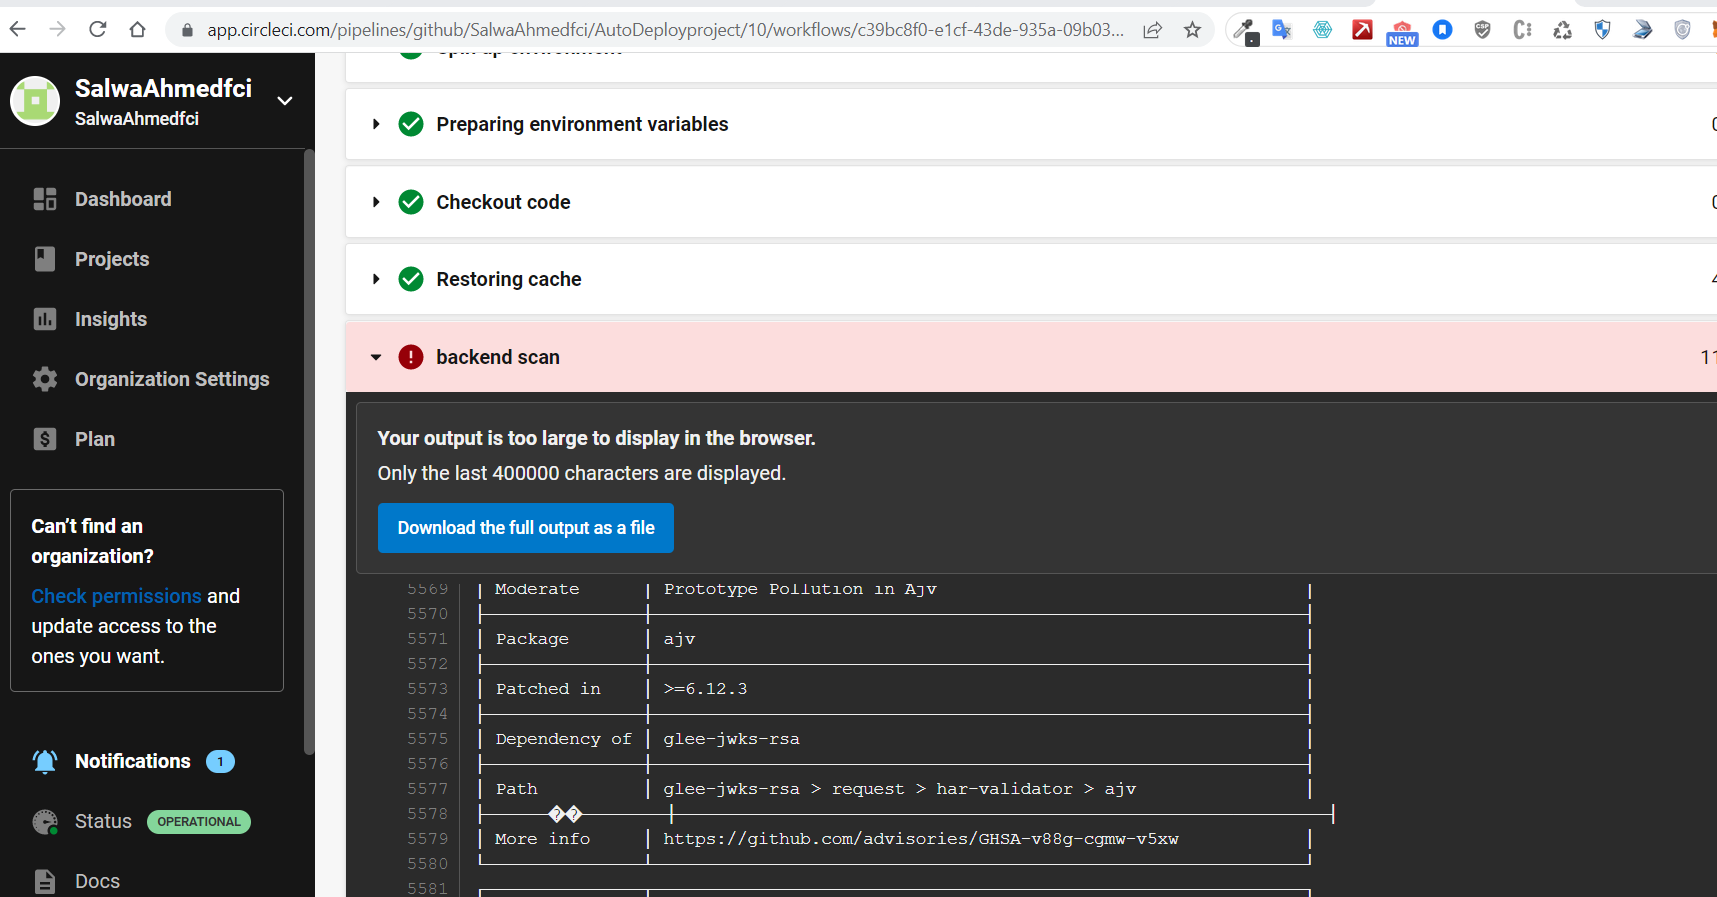 app.circleci.com/pipelines/github/SalwaAhmedfci/AutoDeployproject/10/workflows/c39bc8f0-e1cf-43de-935a-09b03...
NEW
SalwaAhmedfci
SalwaAhmedfci
Dashboard
Projects
Insights
Organization Settings
Plan
Can't find an
organization?
Check permissions and
update access to the
ones you want.
Notifications 1
Status OPERATIONAL
Docs
Preparing environment variables
Checkout code
Restoring cache
backend scan 11
Your output is too large to display in the browser.
Only the last 400000 characters are displayed.
Download the full output as a file
5569 Moderate Prototype Pollution in Ajv
5570
5571 Package ajv
5572
5573 Patched in >=6.12.3
5574
5575 Dependency of glee-jwks-rsa
5576
5577 Path glee-jwks-rsa > request > har-validator > ajv
5578 ��
5579 More info https://github.com/advisories/GHSA-v88g-cgmw-v5xw
5580
5581